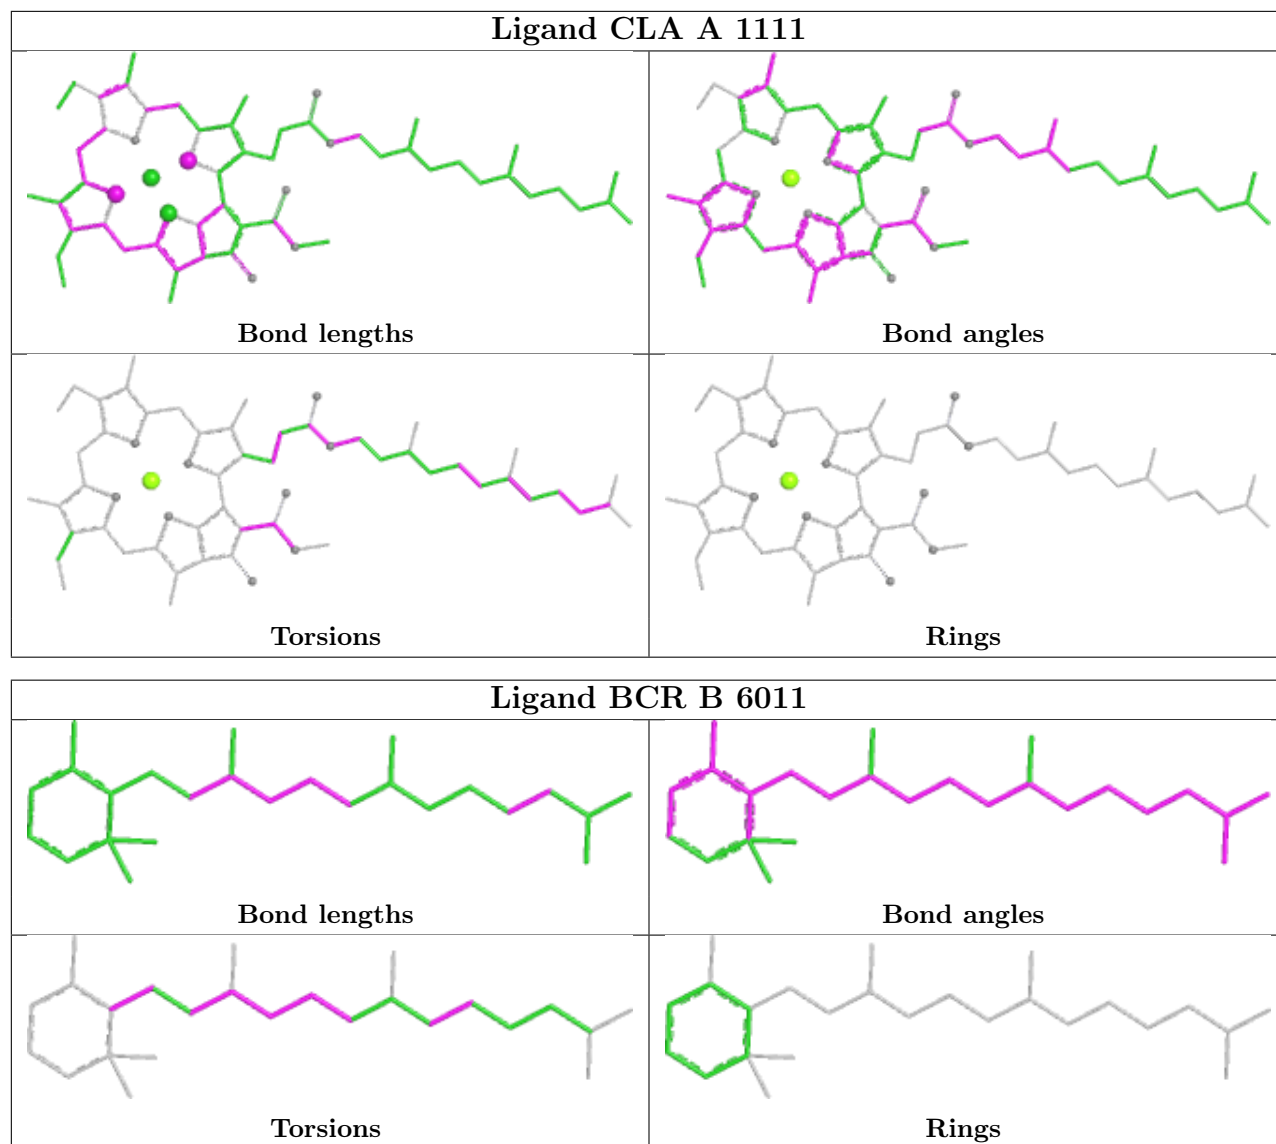 Ligand CLA A 1111
Bond lengths
Bond angles
Torsions
Rings
Ligand BCR B 6011
Bond lengths
Bond angles
Torsions
Rings